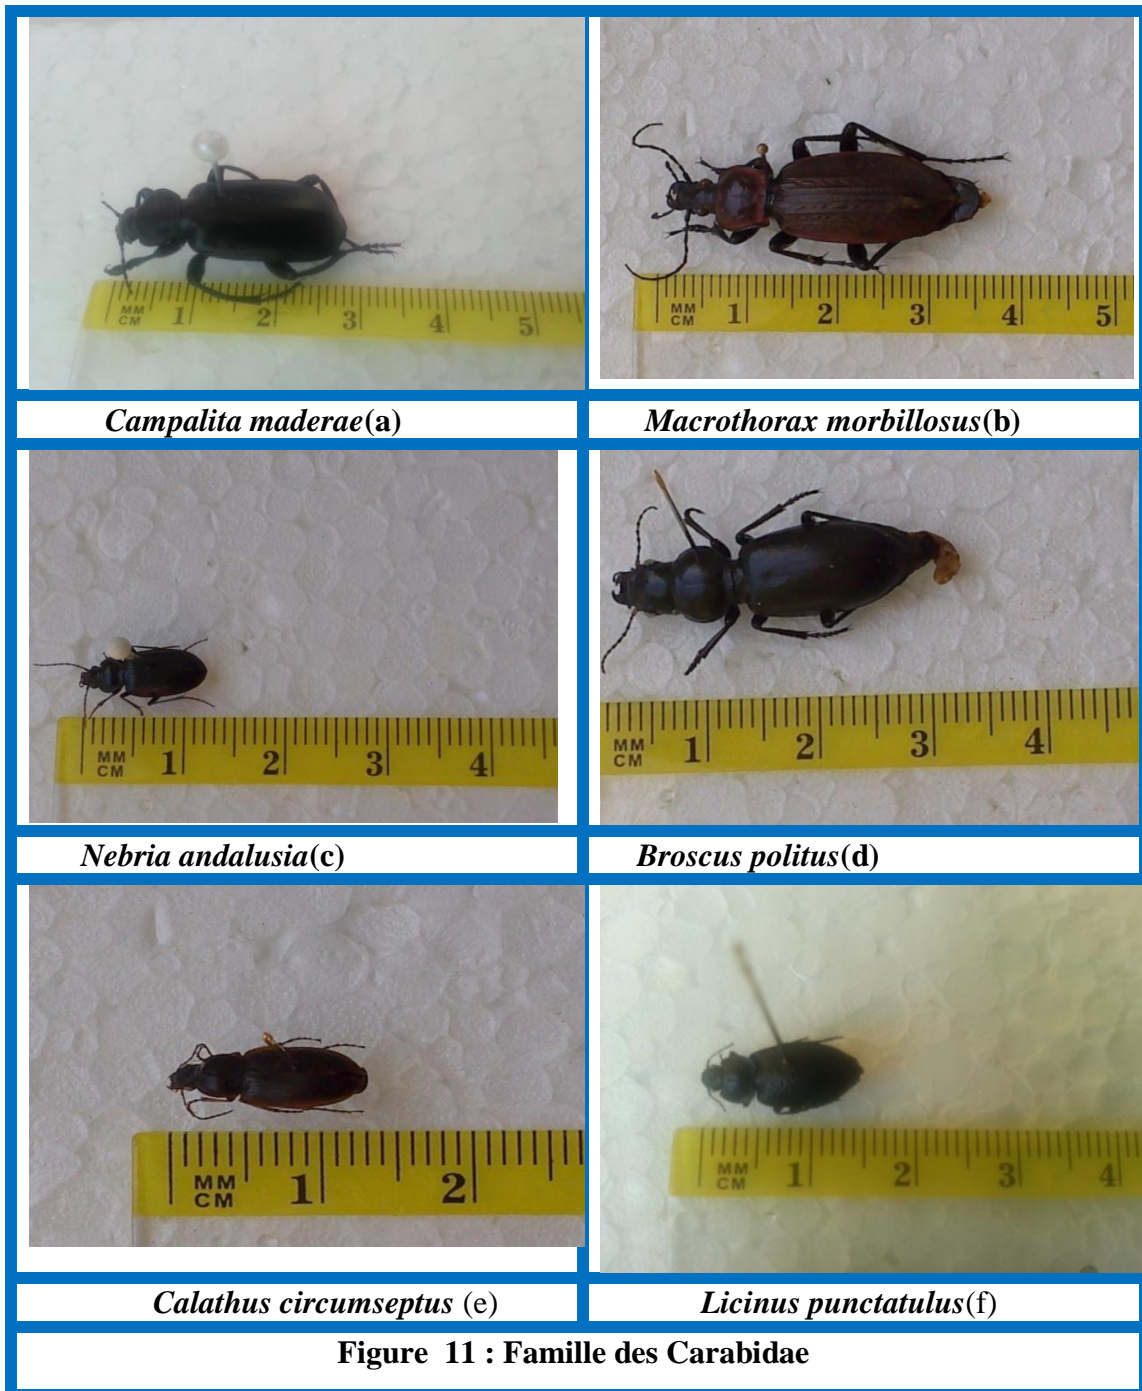 MM 1 2 3 4 5
CM
MM 1 2 3 4 5
CM
Campalita maderae(a)
Macrothorax morbillosus(b)
MM 1 2 3 4
CM
MM 1 2 3 4
CM
Nebria andalusia(c)
Broscus politus(d)
MM 1 2
CM
MM 1 2 3 4
CM
Calathus circumseptus (e)
Licinus punctatulus(f)
Figure 11 : Famille des Carabidae